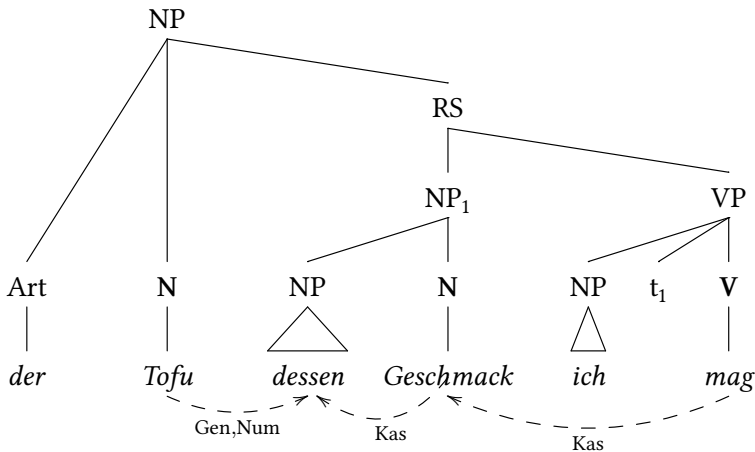 NP
RS
NP₁ VP
Art N NP N NP t₁ V
der Tofu dessen Geschmack ich mag
Gen,Num Kas Kas